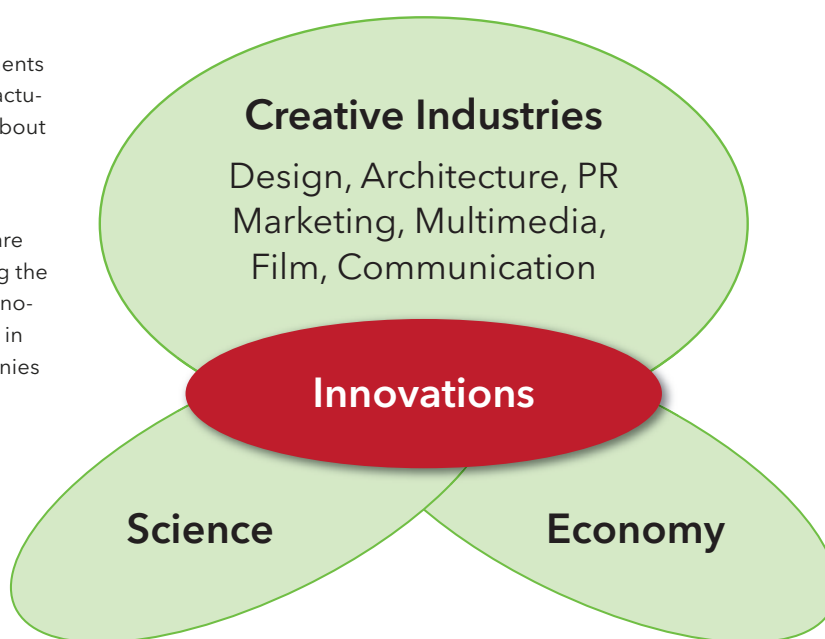 ents
actu-
bout
are
g the
no-
in
nies
Creative Industries
Design, Architecture, PR
Marketing, Multimedia,
Film, Communication
Innovations
Science
Economy